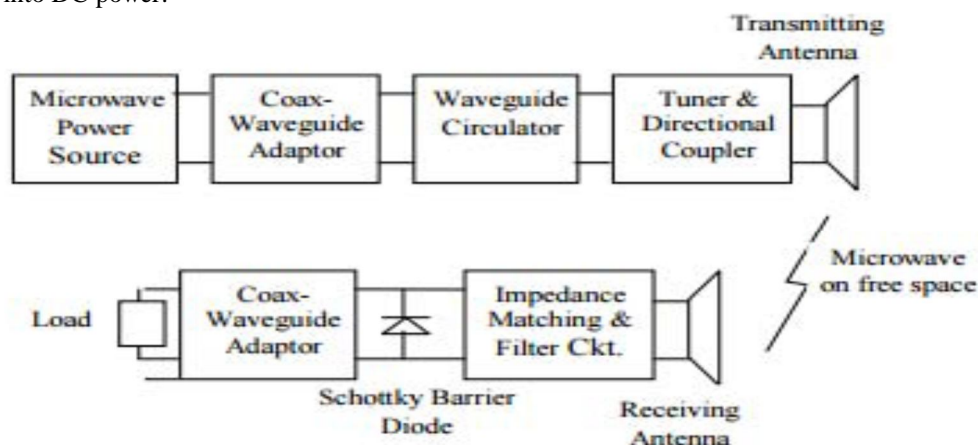 into DC power.
Transmitting
Antenna
Microwave
Power
Source
Coax-
Waveguide
Adaptor
Waveguide
Circulator
Tuner &
Directional
Coupler
Microwave
on free space
Load
Coax-
Waveguide
Adaptor
Impedance
Matching &
Filter Ckt.
Schottky Barrier
Diode
Receiving
Antenna